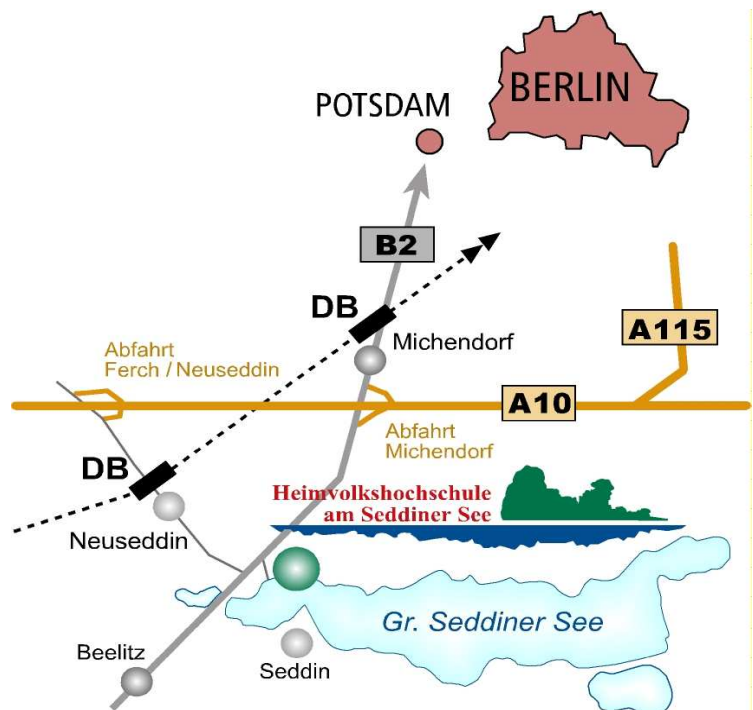 BERLIN
POTSDAM
B2
DB
Michendorf
A115
Abfahrt
Ferch / Neuseddin
A10
Abfahrt
Michendorf
DB
Neuseddin
Heimvolkshochschule
am Seddiner See
Gr. Seddiner See
Beelitz
Seddin